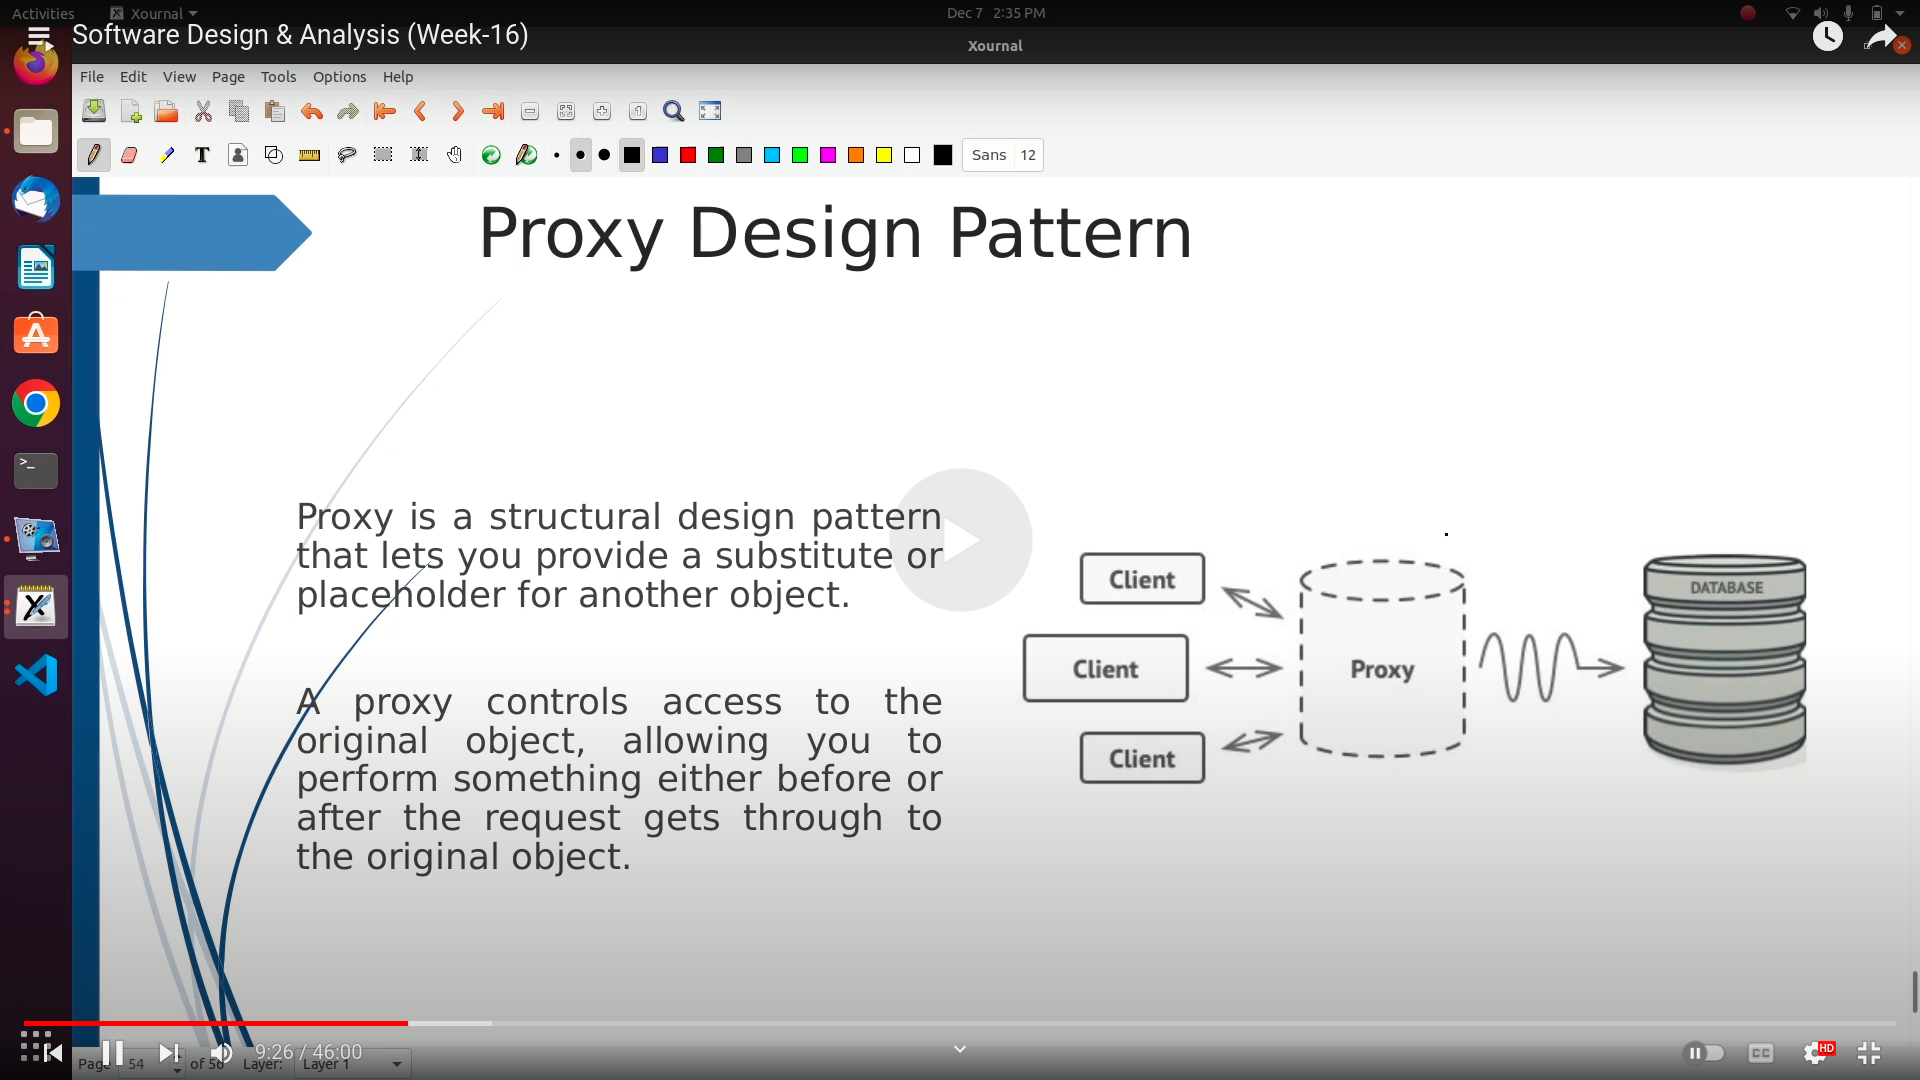 Activities
Xournal
Dec 7 2:35 PM
Software Design & Analysis (Week-16)
Xournal
File Edit View Page Tools Options Help
Sans 12
Proxy Design Pattern
Proxy is a structural design pattern
that lets you provide a substitute or
placeholder for another object.
A proxy controls access to the
original object, allowing you to
perform something either before or
after the request gets through to
the original object.
Client
Client
Client
Proxy
DATABASE
9:26 / 46:00
CC
HD
Page 54 of 56 Layer: Layer 1